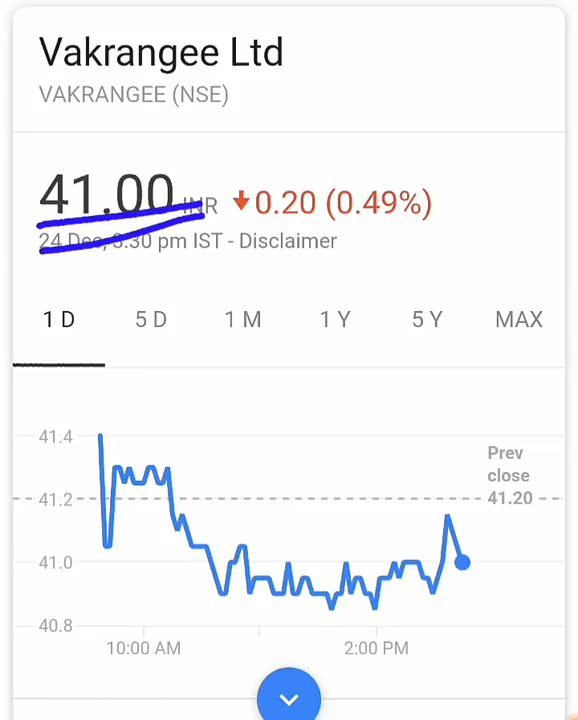 Vakrangee Ltd
VAKRANGEE (NSE)
41.00 INR 0.20 (0.49%)
24 Dec, 3:30 pm IST - Disclaimer
1 D 5 D 1 M 1 Y 5 Y MAX
41.4
Prev
close
41.2 41.20
41.0
40.8
10:00 AM 2:00 PM